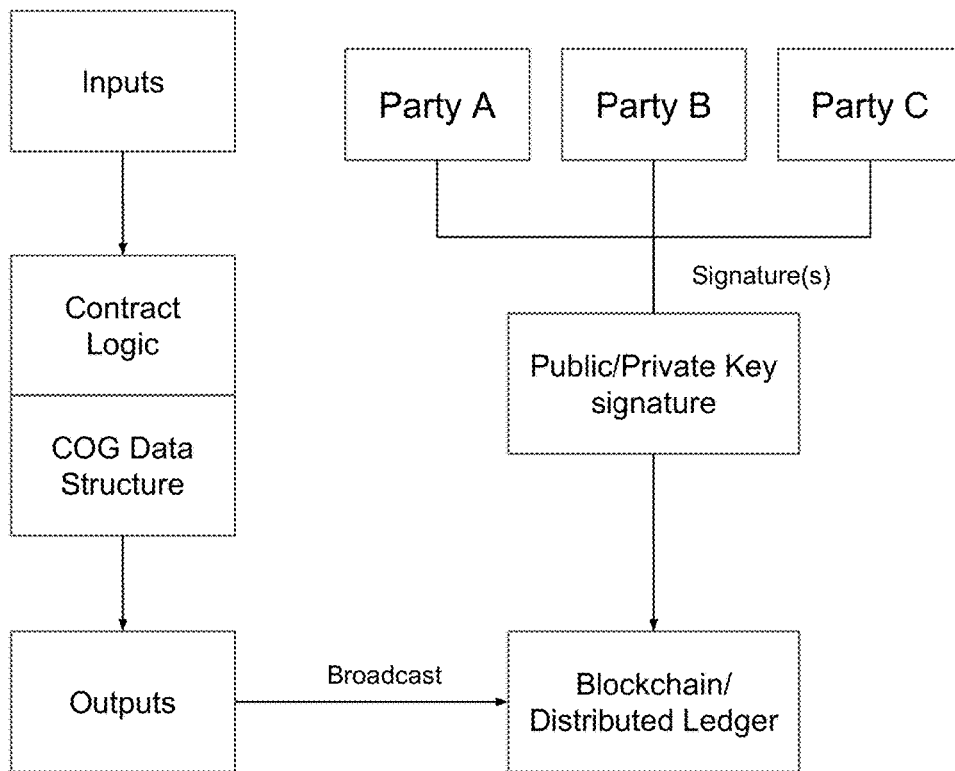 Inputs
Party A
Party B
Party C
Signature(s)
Contract
Logic
Public/Private Key
signature
COG Data
Structure
Outputs
Broadcast
Blockchain/
Distributed Ledger